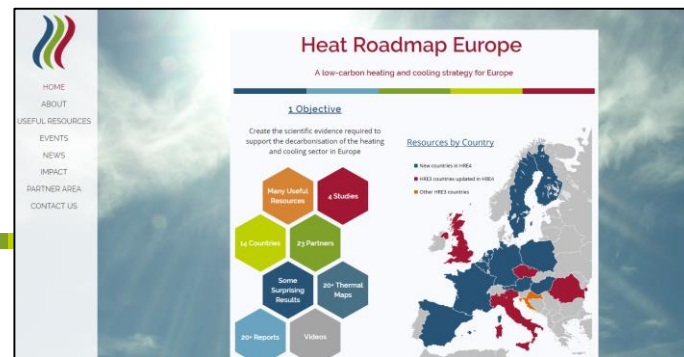 HOME
ABOUT
USEFUL RESOURCES
EVENTS
NEWS
IMPACT
PARTNER AREA
CONTACT US
Heat Roadmap Europe
A low-carbon heating and cooling strategy for Europe
1 Objective
Create the scientific evidence required to
support the decarbonisation of the heating
and cooling sector in Europe
Many Useful
Resources
4 Studies
14 Countries
23 Partners
Some
Surprising
Results
20+ Thermal
Maps
20+ Reports
Videos
Resources by Country
New countries in HRE4
HRE3 countries updated in HRE4
Other HRE3 countries